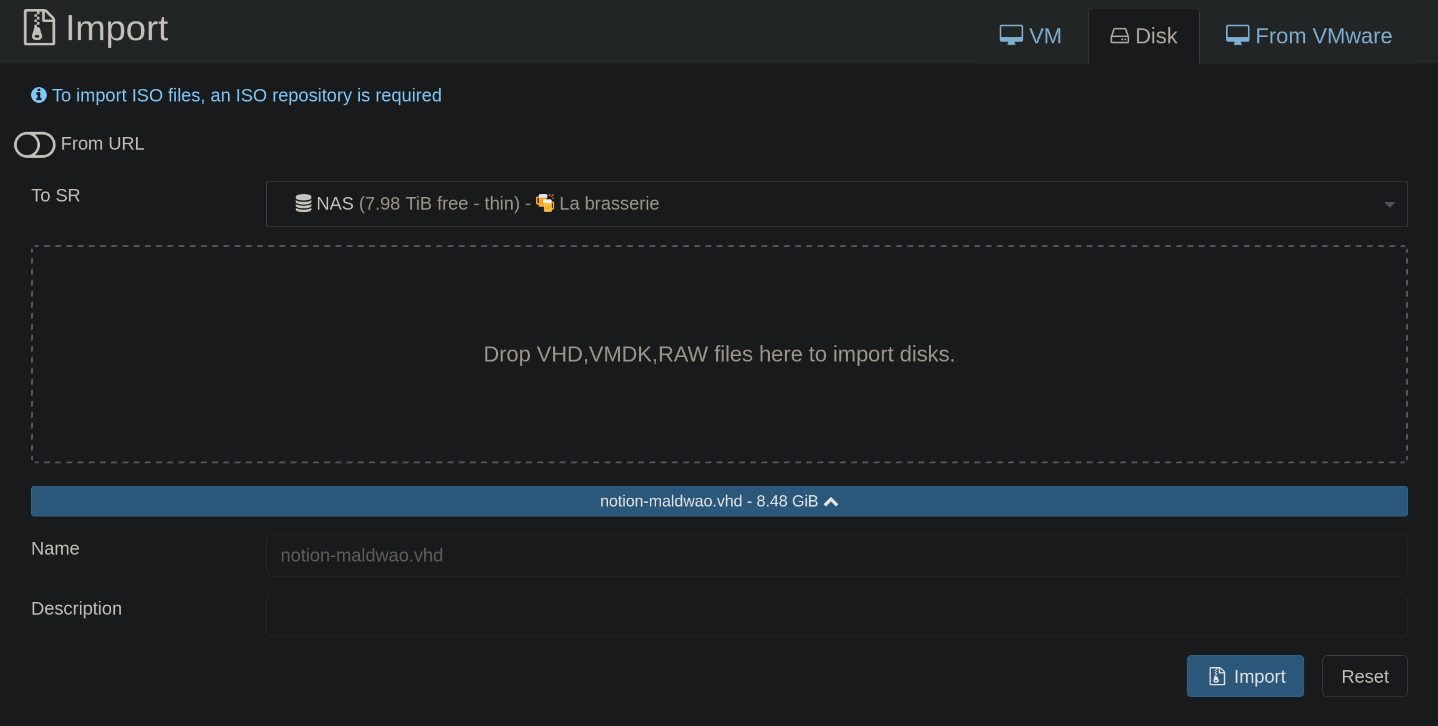 Import
VM
Disk
From VMware
To import ISO files, an ISO repository is required
From URL
To SR
NAS (7.98 TiB free - thin) - 🍻 La brasserie
Drop VHD,VMDK,RAW files here to import disks.
notion-maldwao.vhd - 8.48 GiB
Name
notion-maldwao.vhd
Description
Import
Reset